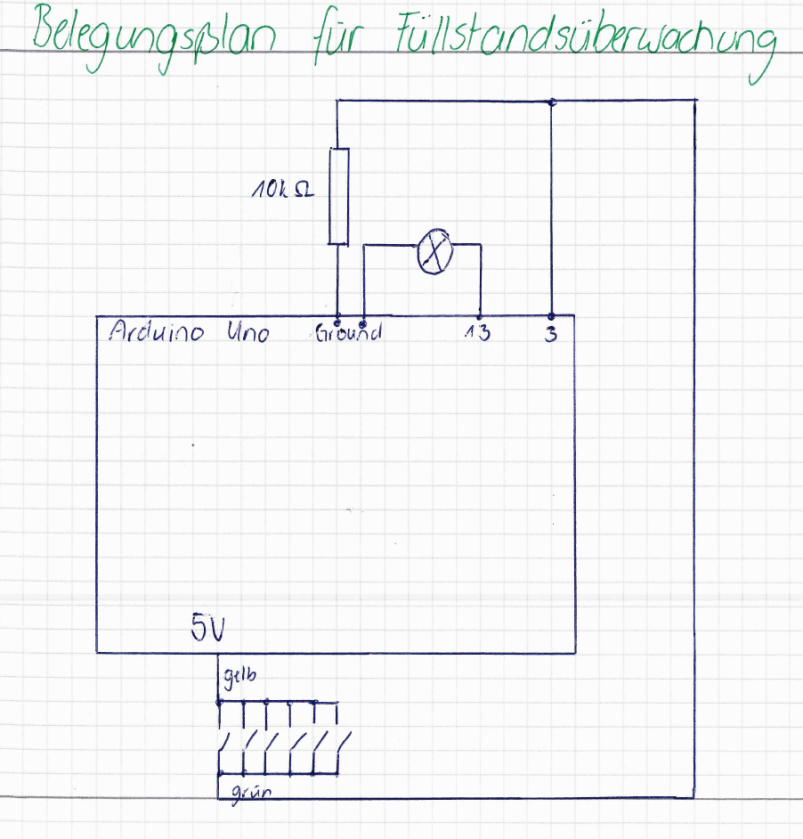 Belegungsplan für Füllstandsüberwachung
10k Ω
Arduino Uno Ground 13 3
5V
gelb
grün